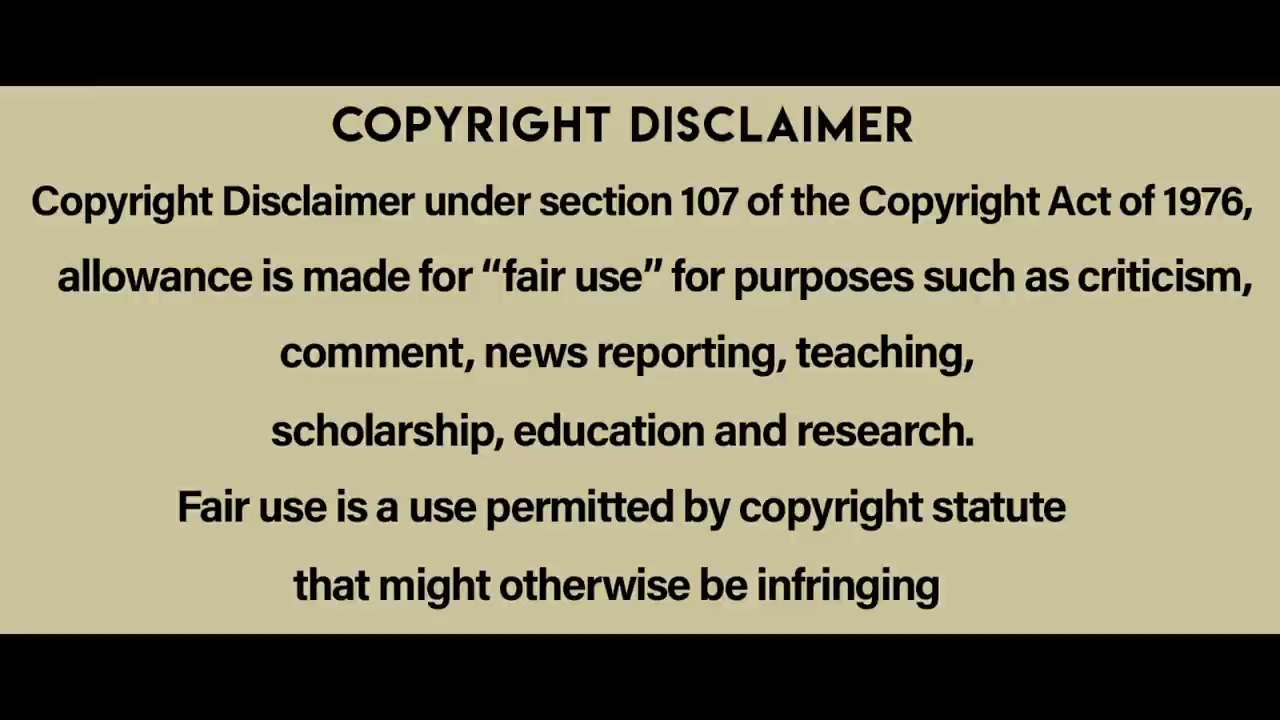 COPYRIGHT DISCLAIMER
Copyright Disclaimer under section 107 of the Copyright Act of 1976,
allowance is made for “fair use” for purposes such as criticism,
comment, news reporting, teaching,
scholarship, education and research.
Fair use is a use permitted by copyright statute
that might otherwise be infringing